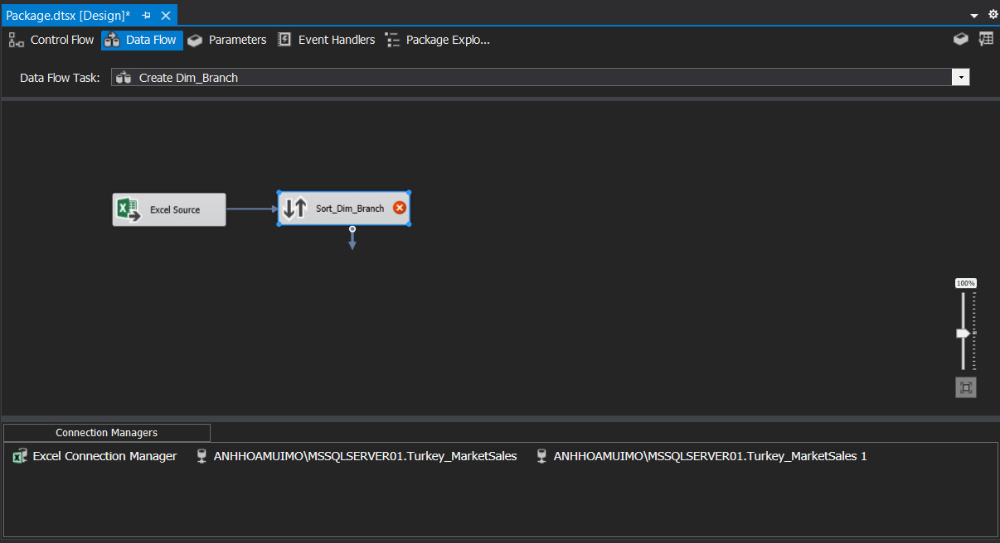 Package.dtsx [Design]*
Control Flow Data Flow Parameters Event Handlers Package Explo...
Data Flow Task: Create Dim_Branch
Excel Source Sort_Dim_Branch
100%
Connection Managers
Excel Connection Manager ANHHOAMUIMO\MSSQLSERVER01.Turkey_MarketSales ANHHOAMUIMO\MSSQLSERVER01.Turkey_MarketSales 1